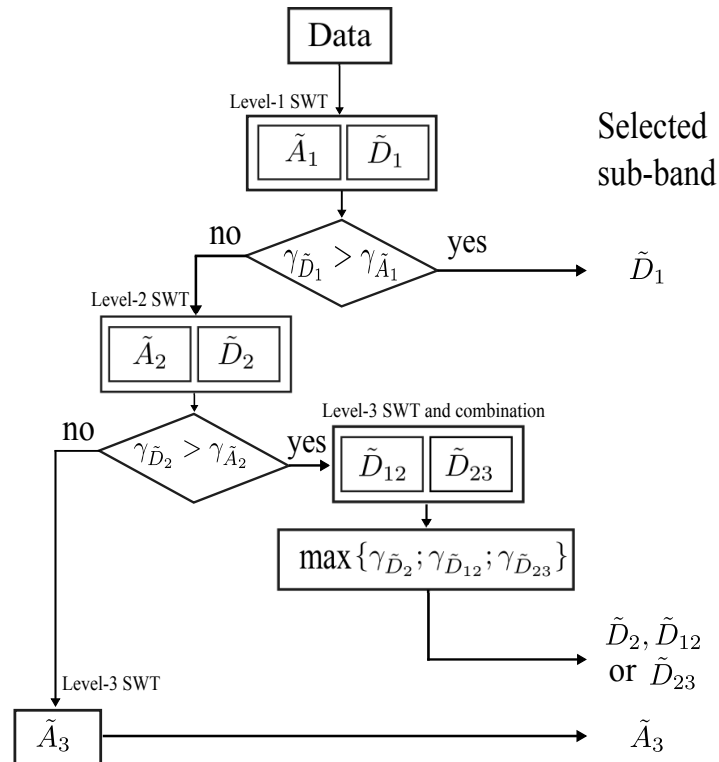 Data
Level-1 SWT
Ã₁ D̃₁
Selected
sub-band
no
yes
γ_D̃₁ > γ_Ã₁
D̃₁
Level-2 SWT
Ã₂ D̃₂
Level-3 SWT and combination
no
yes
γ_D̃₂ > γ_Ã₂
D̃₁₂ D̃₂₃
max{γ_D̃₂; γ_D̃₁₂; γ_D̃₂₃}
D̃₂, D̃₁₂
or D̃₂₃
Level-3 SWT
Ã₃
Ã₃